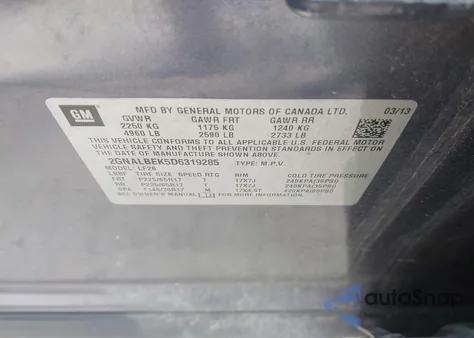 GM
MFD BY GENERAL MOTORS OF CANADA LTD. 03/13
GVWR GAWR FRT GAWR RR
2250 KG 1175 KG 1240 KG
4960 LB 2590 LB 2733 LB
THIS VEHICLE CONFORMS TO ALL APPLICABLE U.S. FEDERAL MOTOR
VEHICLE SAFETY AND THEFT PREVENTION STANDARDS IN EFFECT ON
THE DATE OF MANUFACTURE SHOWN ABOVE.
2GNALBEK5D6319285 TYPE: M.P.V.
MODEL: LF26
TIRE SIZE SPEED RTG RIM COLD TIRE PRESSURE
FRT P225/65R17 T 17X7J 240KPA(35PSI)
RR P225/65R17 T 17X7J 240KPA(35PSI)
SPA M 420KPA(60PSI)
SEE OWNER MANUAL FOR MORE INFORMATION.
autoSnap